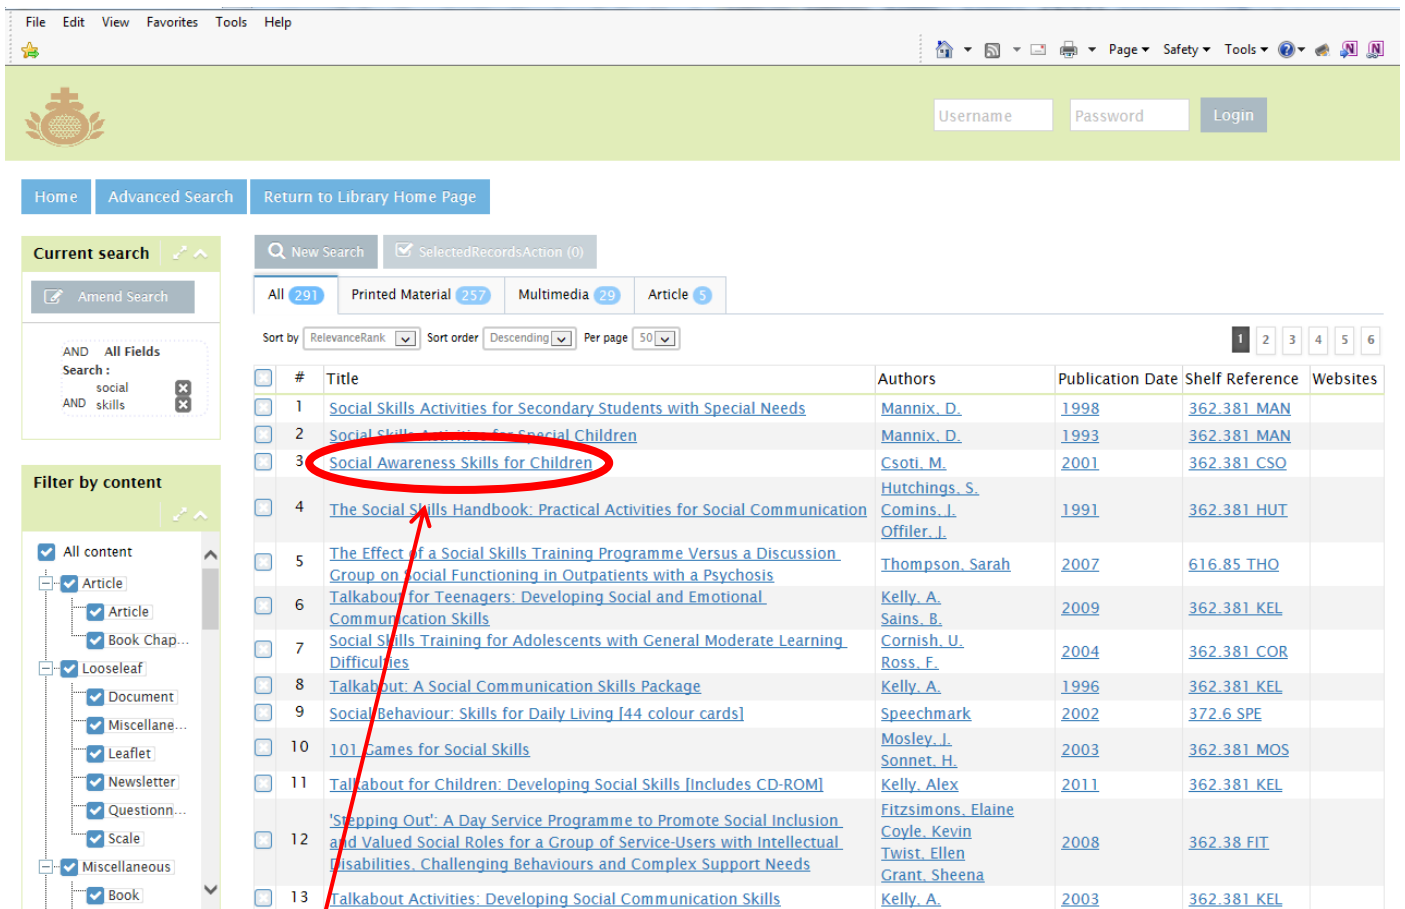 File Edit View Favorites Tools Help
Page Safety Tools
Username Password Login
Home Advanced Search Return to Library Home Page
Current search
Amend Search
AND All Fields
Search :
social
AND skills
Filter by content
All content
Article
Article
Book Chap...
Looseleaf
Document
Miscellane...
Leaflet
Newsletter
Questionn...
Scale
Miscellaneous
Book
New Search SelectedRecordsAction (0)
All 291 Printed Material 257 Multimedia 29 Article 5
Sort by RelevanceRank Sort order Descending Per page 50 1 2 3 4 5 6
# Title Authors Publication Date Shelf Reference Websites
1 Social Skills Activities for Secondary Students with Special Needs Mannix, D. 1998 362.381 MAN
2 Social Skills Activities for Special Children Mannix, D. 1993 362.381 MAN
3 Social Awareness Skills for Children Csoti, M. 2001 362.381 CSO
Hutchings, S.
4 The Social Skills Handbook: Practical Activities for Social Communication Comins, J. 1991 362.381 HUT
Offiler, J.
The Effect of a Social Skills Training Programme Versus a Discussion
5 Group on Social Functioning in Outpatients with a Psychosis Thompson, Sarah 2007 616.85 THO
Talkabout for Teenagers: Developing Social and Emotional Kelly, A.
6 Communication Skills Sains, B. 2009 362.381 KEL
Social Skills Training for Adolescents with General Moderate Learning Cornish, U.
7 Difficulties Ross, F. 2004 362.381 COR
8 Talkabout: A Social Communication Skills Package Kelly, A. 1996 362.381 KEL
9 Social Behaviour: Skills for Daily Living [44 colour cards] Speechmark 2002 372.6 SPE
Mosley, J.
10 101 Games for Social Skills Sonnet, H. 2003 362.381 MOS
11 Talkabout for Children: Developing Social Skills [Includes CD-ROM] Kelly, Alex 2011 362.381 KEL
Fitzsimons, Elaine
'Stepping Out': A Day Service Programme to Promote Social Inclusion Coyle, Kevin
12 and Valued Social Roles for a Group of Service-Users with Intellectual Twist, Ellen 2008 362.38 FIT
Disabilities, Challenging Behaviours and Complex Support Needs Grant, Sheena
13 Talkabout Activities: Developing Social Communication Skills Kelly, A. 2003 362.381 KEL